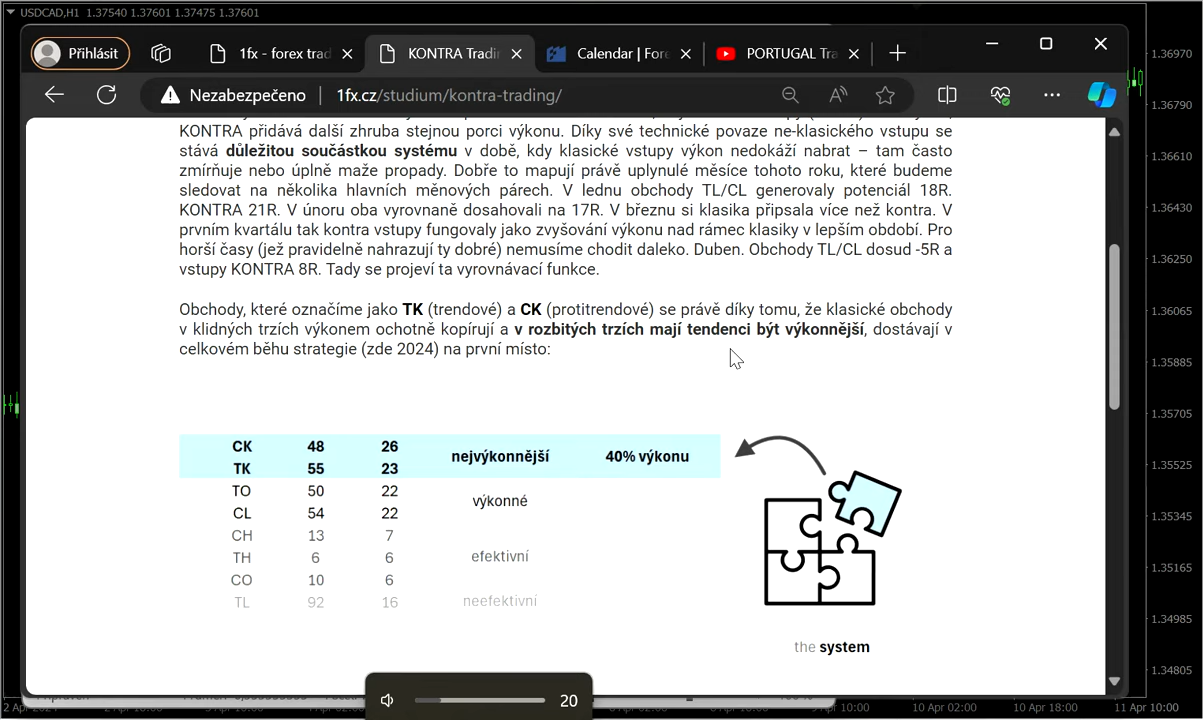 USDCAD,H1 1.37540 1.37601 1.37475 1.37601
Přihlásit
1fx - forex trad
KONTRA Tradi
Calendar | Fore
PORTUGAL Tra
Nezabezpečeno
1fx.cz/studium/kontra-trading/
KONTRA přidává další zhruba stejnou porci výkonu. Díky své technické povaze ne-klasického vstupu se
stává důležitou součástkou systému v době, kdy klasické vstupy výkon nedokáží nabrat – tam často
zmírňuje nebo úplně maže propady. Dobře to mapují právě uplynulé měsíce tohoto roku, které budeme
sledovat na několika hlavních měnových párech. V lednu obchody TL/CL generovaly potenciál 18R.
KONTRA 21R. V únoru oba vyrovnaně dosahovali na 17R. V březnu si klasika připsala více než kontra. V
prvním kvartálu tak kontra vstupy fungovaly jako zvyšování výkonu nad rámec klasiky v lepším období. Pro
horší časy (jež pravidelně nahrazují ty dobré) nemusíme chodit daleko. Duben. Obchody TL/CL dosud -5R a
vstupy KONTRA 8R. Tady se projeví ta vyrovnávací funkce.
Obchody, které označíme jako TK (trendové) a CK (protitrendové) se právě díky tomu, že klasické obchody
v klidných trzích výkonem ochotně kopírují a v rozbitých trzích mají tendenci být výkonnější, dostávají v
celkovém běhu strategie (zde 2024) na první místo:
CK 48 26
nejvýkonnější 40% výkonu
TK 55 23
TO 50 22
výkonné
CL 54 22
CH 13 7
TH 6 6
efektivní
CO 10 6
TL 92 16
neefektivní
the system
20
1.36970
1.36790
1.36610
1.36430
1.36250
1.36065
1.35885
1.35705
1.35525
1.35345
1.35165
1.34985
1.34805
10 Apr 02:00
10 Apr 18:00
11 Apr 10:00